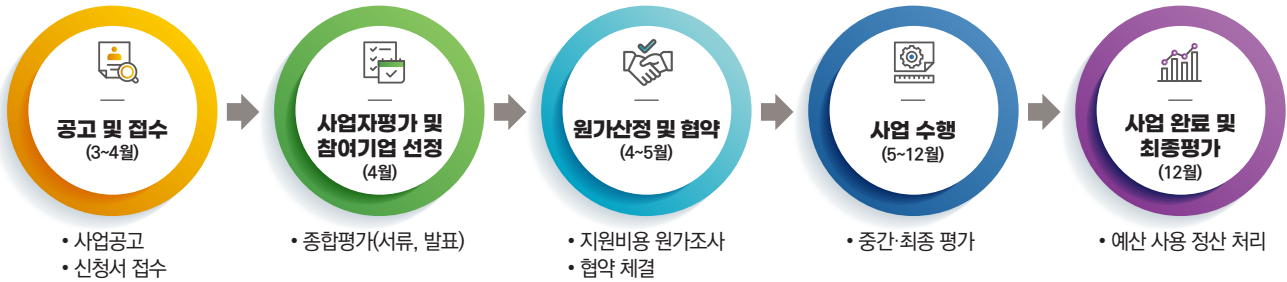 공고 및 접수
(3~4월)
• 사업공고
• 신청서 접수
사업자평가 및
참여기업 선정
(4월)
• 종합평가(서류, 발표)
원가산정 및 협약
(4~5월)
• 지원비용 원가조사
• 협약 체결
사업 수행
(5~12월)
• 중간·최종 평가
사업 완료 및
최종평가
(12월)
• 예산 사용 정산 처리